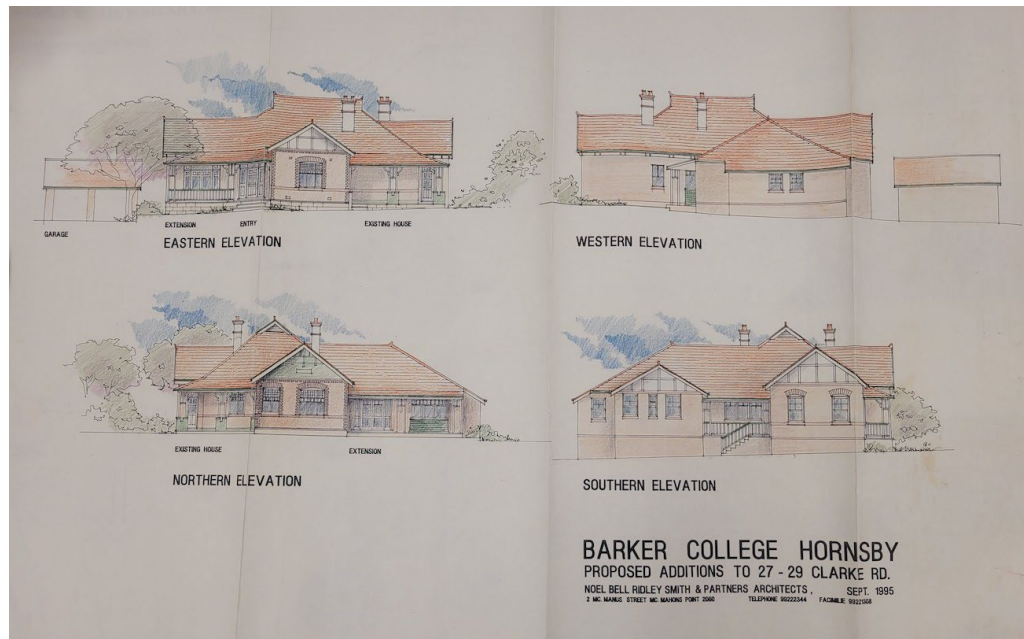 GARAGE
EXTENSION
ENTRY
EXISTING HOUSE
EASTERN ELEVATION
WESTERN ELEVATION
EXISTING HOUSE
EXTENSION
NORTHERN ELEVATION
SOUTHERN ELEVATION
BARKER COLLEGE HORNSBY
PROPOSED ADDITIONS TO 27 - 29 CLARKE RD.
NOEL BELL RIDLEY SMITH & PARTNERS ARCHITECTS, SEPT. 1995
2 MC. MANUS STREET MC. MAHONS POINT 2060 TELEPHONE 99222344 FACSIMILIE